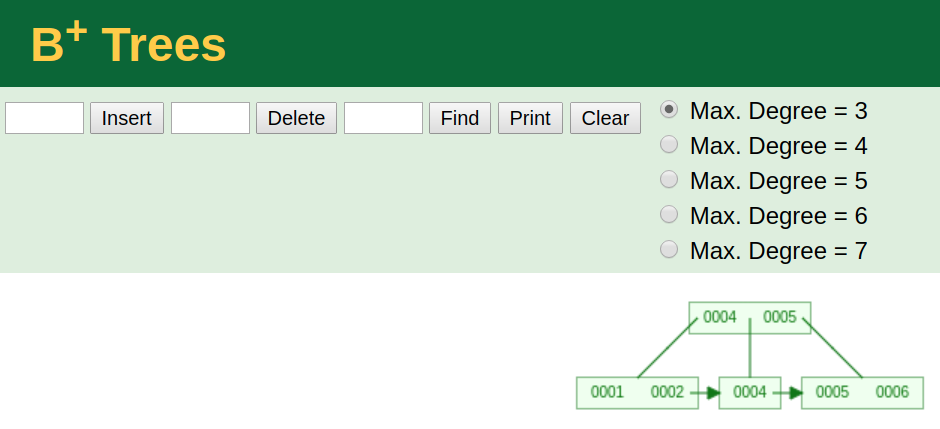 B+ Trees
Insert Delete Find Print Clear
Max. Degree = 3
Max. Degree = 4
Max. Degree = 5
Max. Degree = 6
Max. Degree = 7
0004 0005
0001 0002 0004 0005 0006